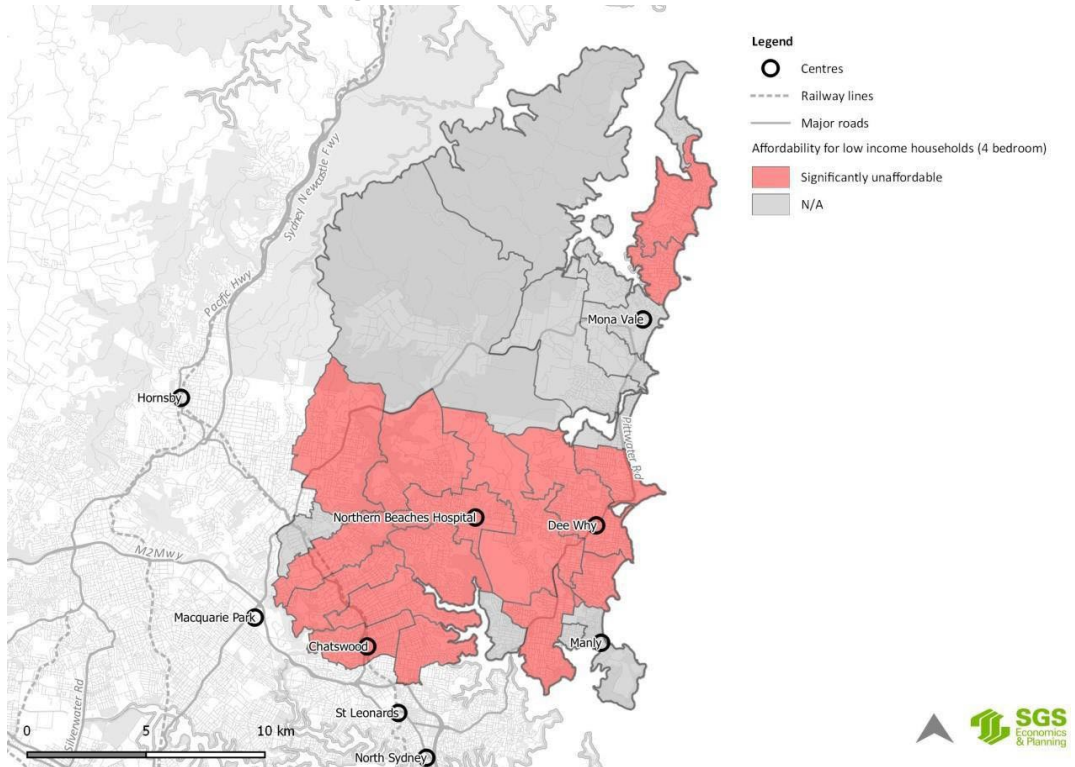 Legend
Centres
Railway lines
Major roads
Affordability for low income households (4 bedroom)
Significantly unaffordable
N/A
Sydney Newcastle Fwy
Pacific Hwy
Mona Vale
Hornsby
Pittwater Rd
Northern Beaches Hospital
Dee Why
M2Mwy
Macquarie Park
Chatswood
Manly
St Leonards
Silverwater Rd
0 5 10 km
North Sydney
SGS
Economics
& Planning